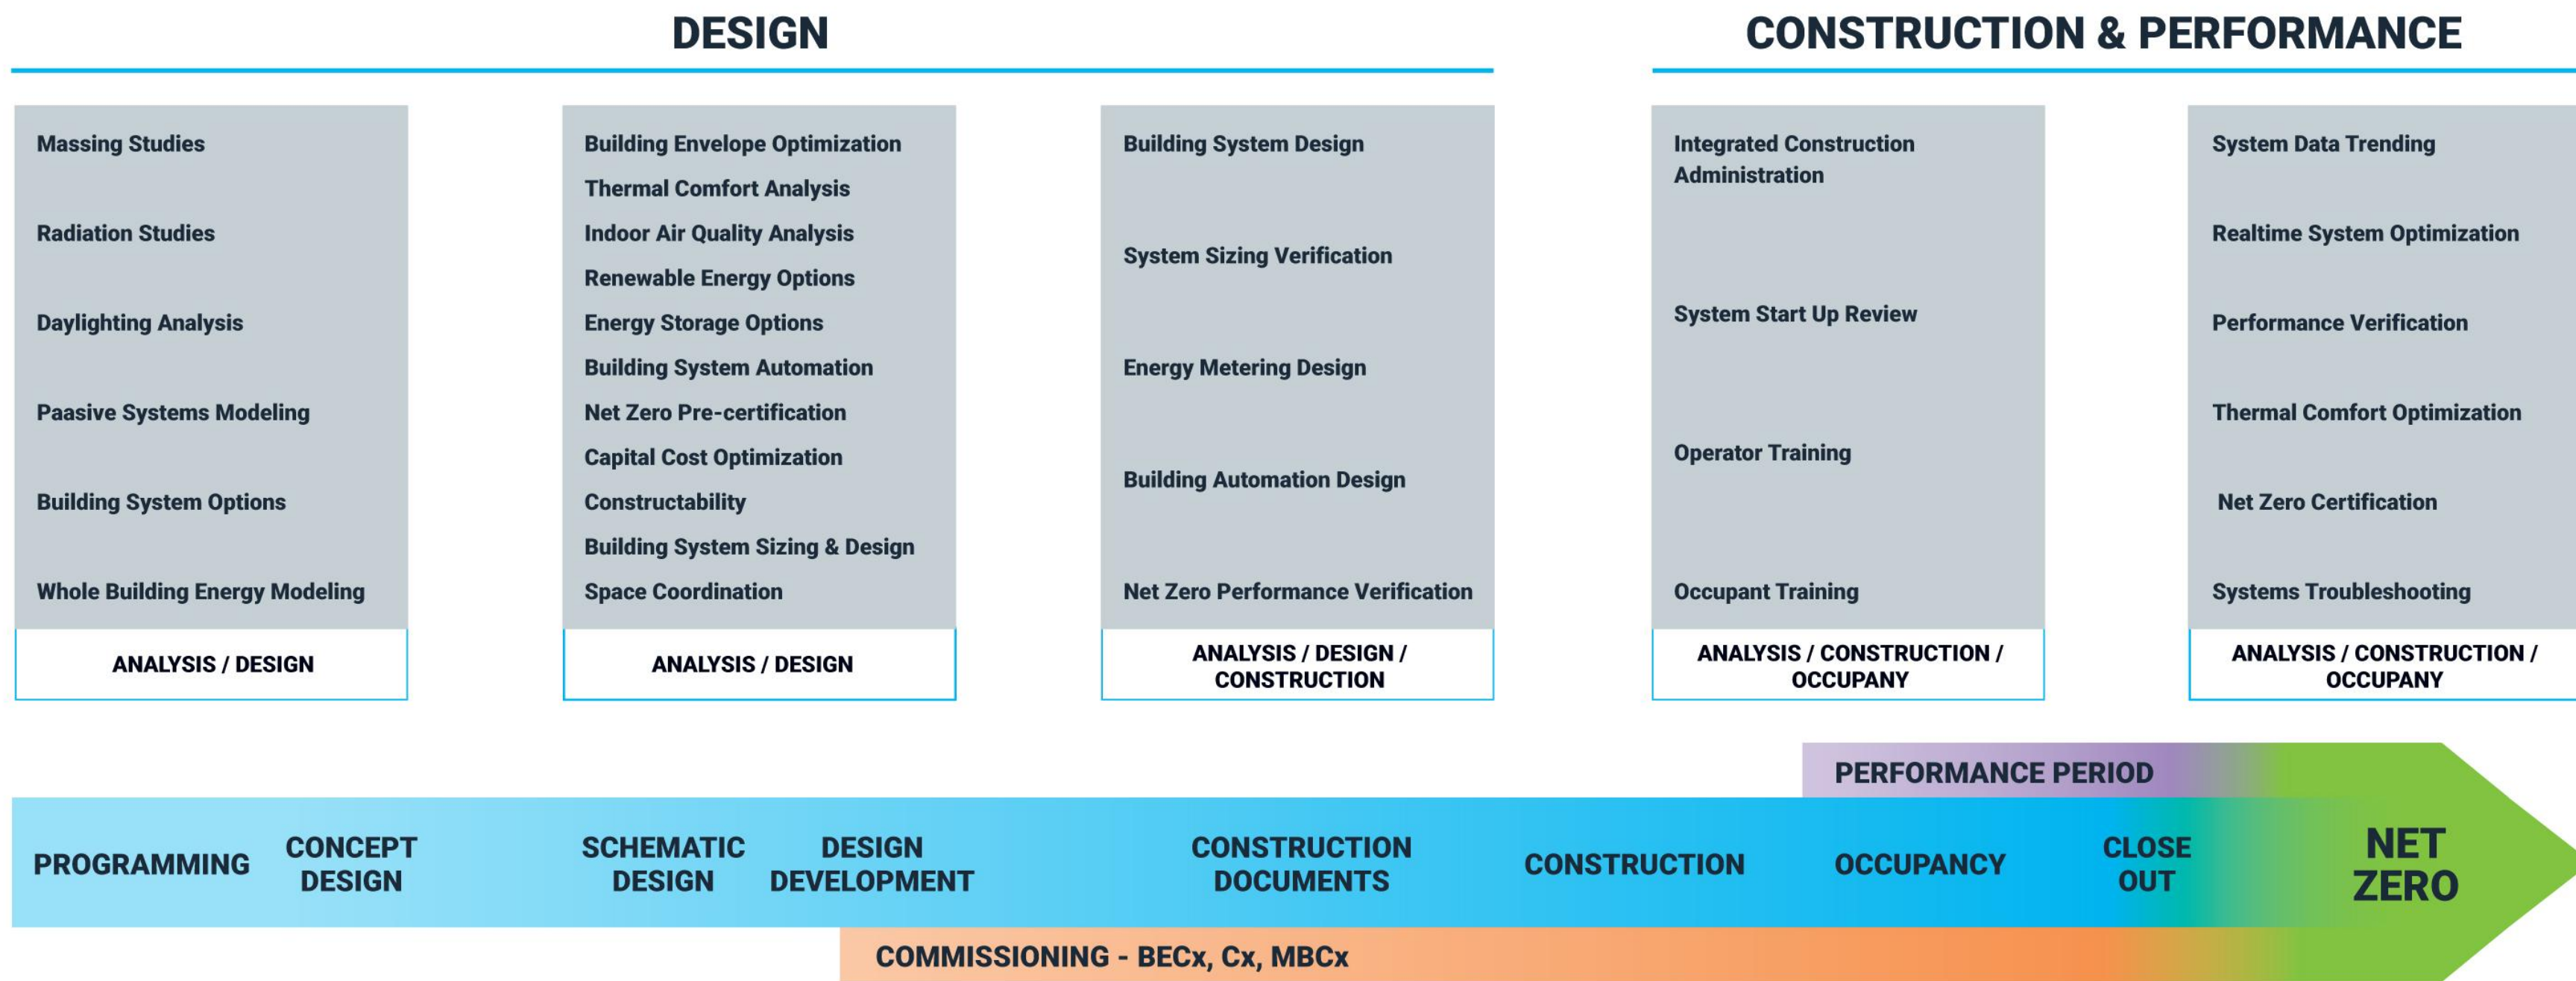 DESIGN
CONSTRUCTION & PERFORMANCE
Massing Studies
Radiation Studies
Daylighting Analysis
Paasive Systems Modeling
Building System Options
Whole Building Energy Modeling
ANALYSIS / DESIGN
Building Envelope Optimization
Thermal Comfort Analysis
Indoor Air Quality Analysis
Renewable Energy Options
Energy Storage Options
Building System Automation
Net Zero Pre-certification
Capital Cost Optimization
Constructability
Building System Sizing & Design
Space Coordination
ANALYSIS / DESIGN
Building System Design
System Sizing Verification
Energy Metering Design
Building Automation Design
Net Zero Performance Verification
ANALYSIS / DESIGN /
CONSTRUCTION
Integrated Construction
Administration
System Start Up Review
Operator Training
Occupant Training
ANALYSIS / CONSTRUCTION /
OCCUPANY
System Data Trending
Realtime System Optimization
Performance Verification
Thermal Comfort Optimization
Net Zero Certification
Systems Troubleshooting
ANALYSIS / CONSTRUCTION /
OCCUPANY
PERFORMANCE PERIOD
PROGRAMMING
CONCEPT
DESIGN
SCHEMATIC
DESIGN
DESIGN
DEVELOPMENT
CONSTRUCTION
DOCUMENTS
CONSTRUCTION
OCCUPANCY
CLOSE
OUT
NET
ZERO
COMMISSIONING - BECx, Cx, MBCx